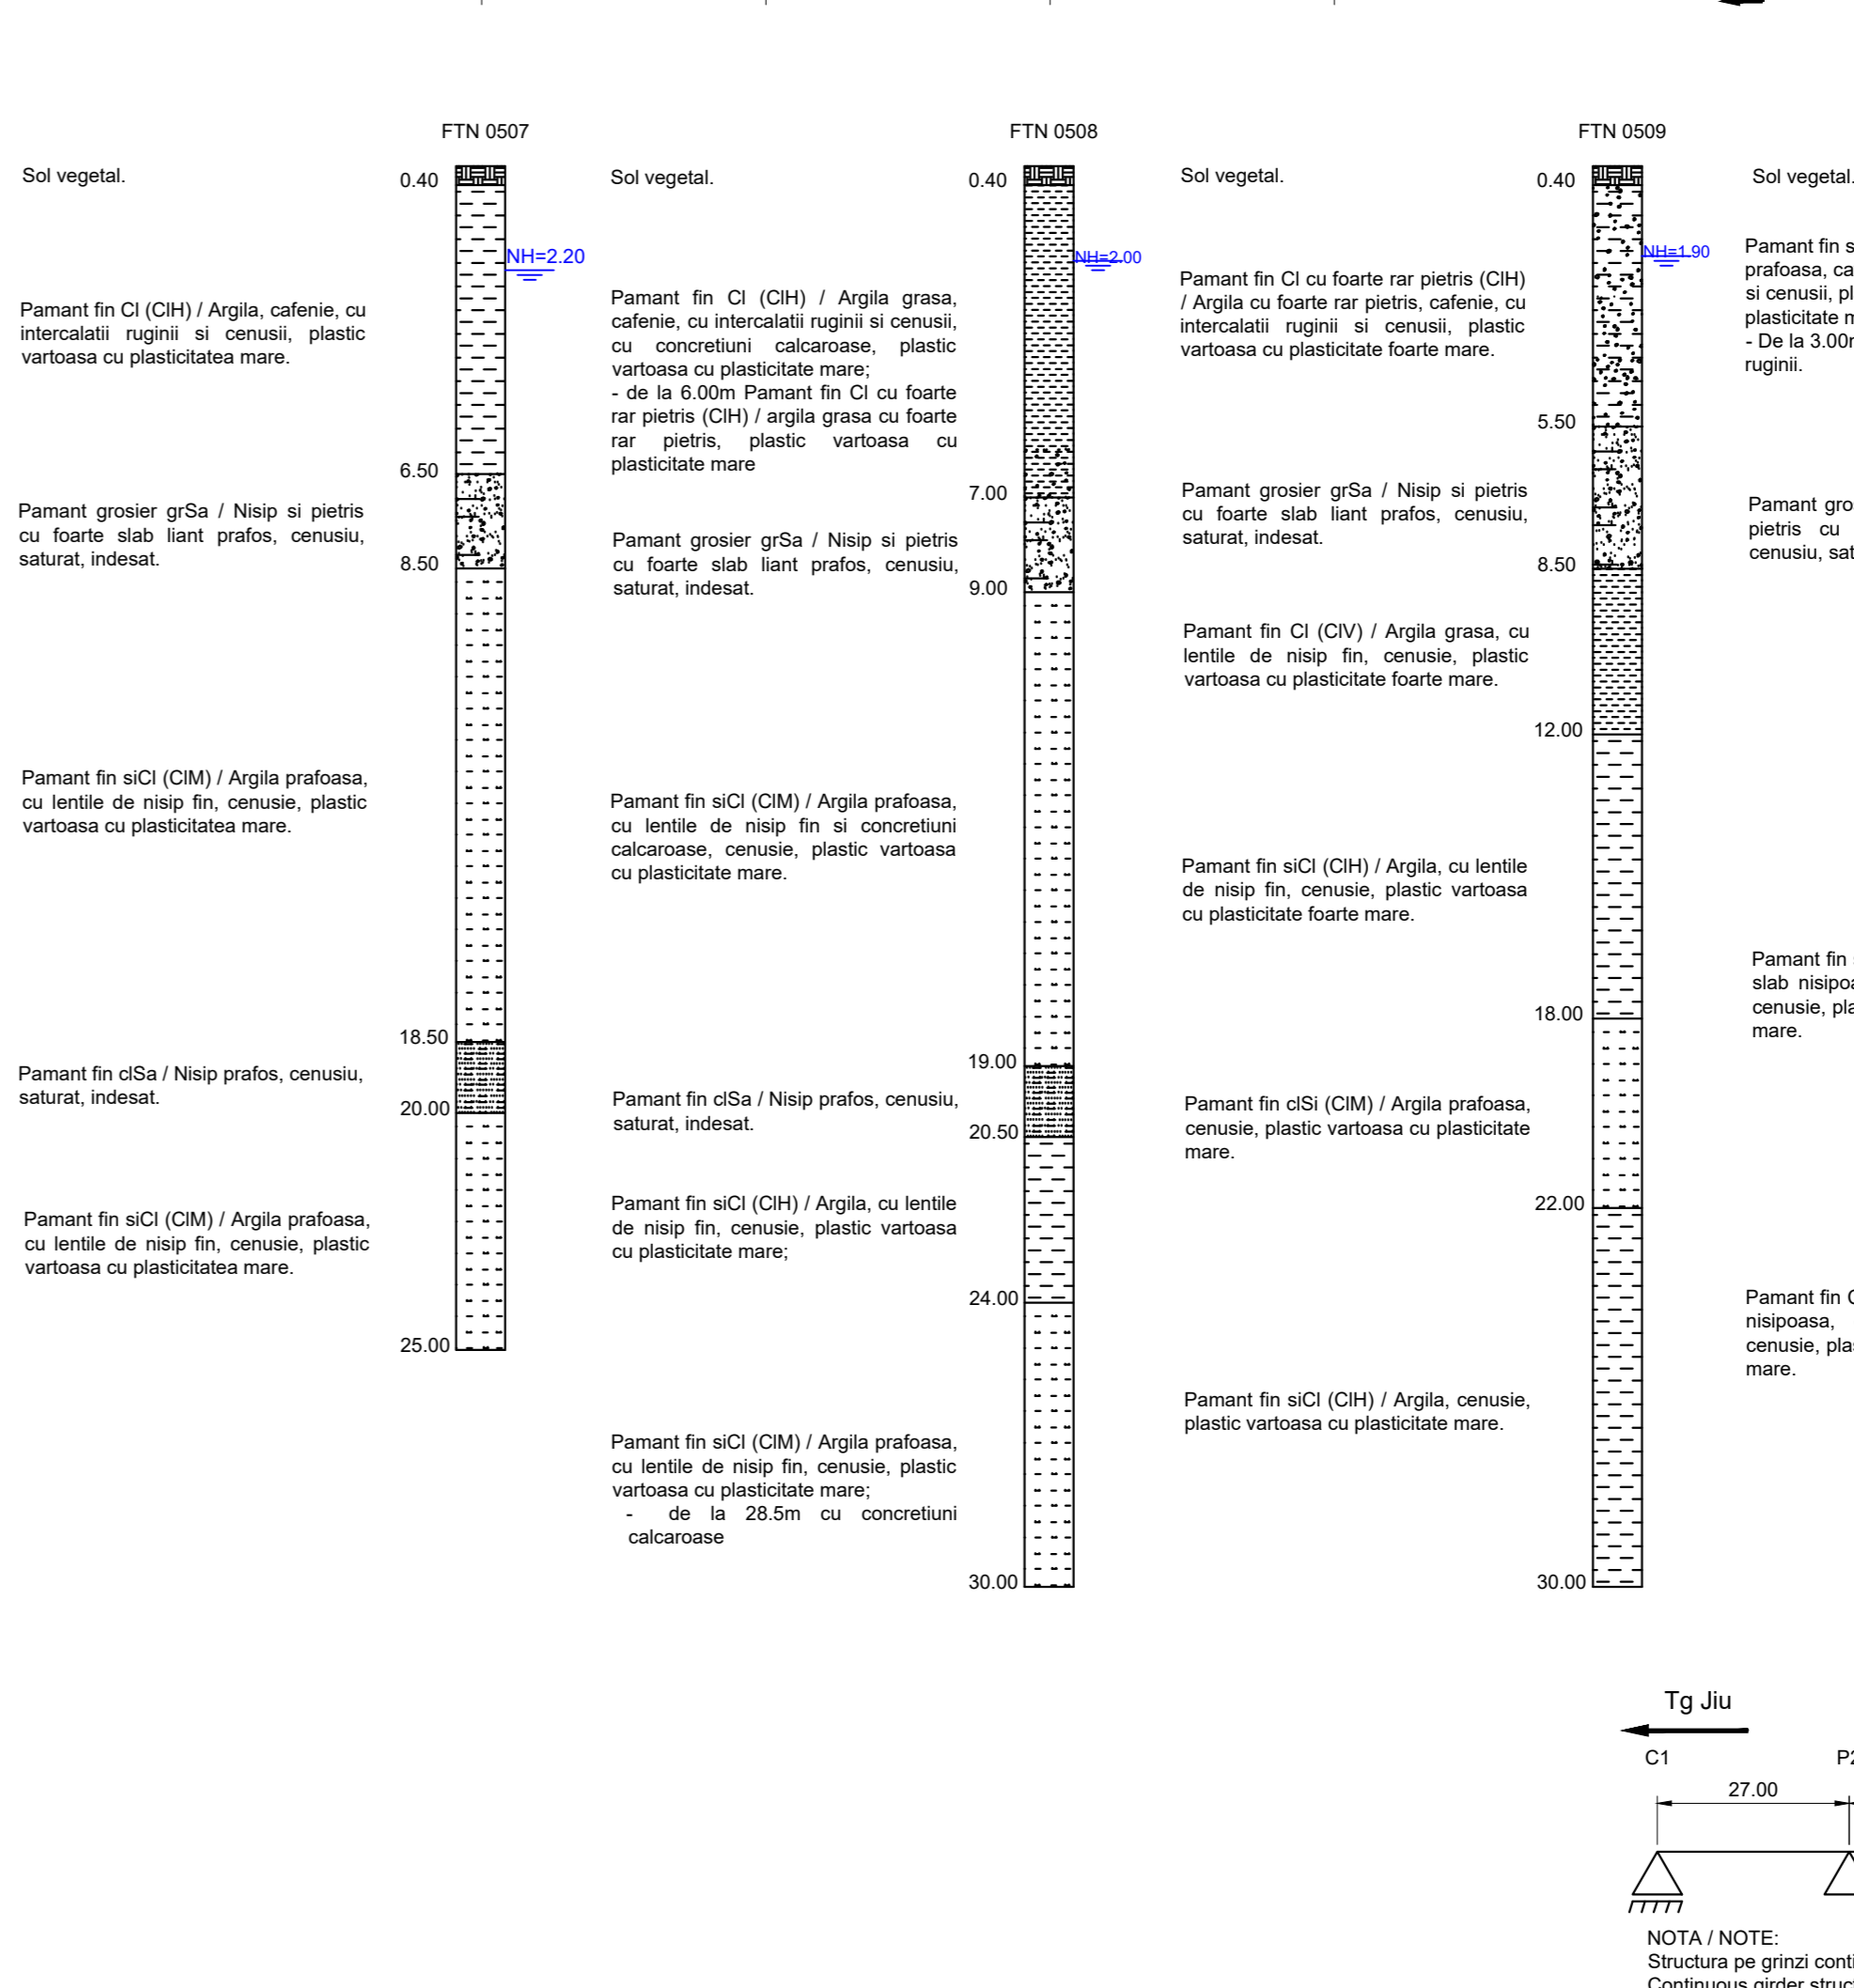 FTN 0507
Sol vegetal.
0.40
NH=2.20
Pamant fin Cl (ClH) / Argila, cafenie, cu
intercalatii ruginii si cenusii, plastic
vartoasa cu plasticitatea mare.
6.50
Pamant grosier grSa / Nisip si pietris
cu foarte slab liant prafos, cenusiu,
saturat, indesat.
8.50
Pamant fin siCl (ClM) / Argila prafoasa,
cu lentile de nisip fin, cenusie, plastic
vartoasa cu plasticitatea mare.
18.50
Pamant fin clSa / Nisip prafos, cenusiu,
saturat, indesat.
20.00
Pamant fin siCl (ClM) / Argila prafoasa,
cu lentile de nisip fin, cenusie, plastic
vartoasa cu plasticitatea mare.
25.00
FTN 0508
Sol vegetal.
0.40
NH=2.00
Pamant fin Cl (ClH) / Argila grasa,
cafenie, cu intercalatii ruginii si cenusii,
cu concretiuni calcaroase, plastic
vartoasa cu plasticitate mare;
- de la 6.00m Pamant fin Cl cu foarte
rar pietris (ClH) / argila grasa cu foarte
rar pietris, plastic vartoasa cu
plasticitate mare
7.00
Pamant grosier grSa / Nisip si pietris
cu foarte slab liant prafos, cenusiu,
saturat, indesat.
9.00
Pamant fin siCl (ClM) / Argila prafoasa,
cu lentile de nisip fin si concretiuni
calcaroase, cenusie, plastic vartoasa
cu plasticitate mare.
19.00
Pamant fin clSa / Nisip prafos, cenusiu,
saturat, indesat.
20.50
Pamant fin siCl (ClH) / Argila, cu lentile
de nisip fin, cenusie, plastic vartoasa
cu plasticitate mare;
24.00
Pamant fin siCl (ClM) / Argila prafoasa,
cu lentile de nisip fin, cenusie, plastic
vartoasa cu plasticitate mare;
- de la 28.5m cu concretiuni
calcaroase
30.00
FTN 0509
Sol vegetal.
0.40
NH=1.90
Pamant fin Cl cu foarte rar pietris (ClH)
/ Argila cu foarte rar pietris, cafenie, cu
intercalatii ruginii si cenusii, plastic
vartoasa cu plasticitate foarte mare.
5.50
Pamant grosier grSa / Nisip si pietris
cu foarte slab liant prafos, cenusiu,
saturat, indesat.
8.50
Pamant fin Cl (ClV) / Argila grasa, cu
lentile de nisip fin, cenusie, plastic
vartoasa cu plasticitate foarte mare.
12.00
Pamant fin siCl (ClH) / Argila, cu lentile
de nisip fin, cenusie, plastic vartoasa
cu plasticitate foarte mare.
18.00
Pamant fin clSi (ClM) / Argila prafoasa,
cenusie, plastic vartoasa cu plasticitate
mare.
22.00
Pamant fin siCl (ClH) / Argila, cenusie,
plastic vartoasa cu plasticitate mare.
30.00
Sol vegetal.
Pamant fin
prafoasa,
si cenusii,
plasticitate
- De la
ruginii.
Pamant
pietris cu
cenusiu,
Pamant fin
slab
cenusie,
mare.
Pamant fin
nisipoasa,
cenusie,
mare.
Tg Jiu
C1
27.00
NOTA / NOTE:
Structura pe grinzi
Continuous girder